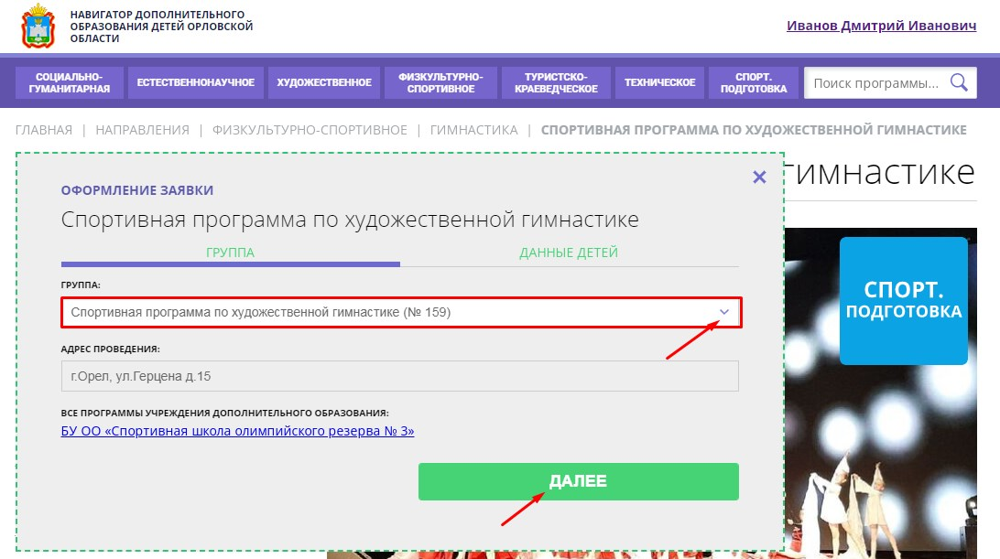 НАВИГАТОР ДОПОЛНИТЕЛЬНОГО
ОБРАЗОВАНИЯ ДЕТЕЙ ОРЛОВСКОЙ
ОБЛАСТИ
Иванов Дмитрий Иванович
СОЦИАЛЬНО-
ГУМАНИТАРНАЯ
ЕСТЕСТВЕННОНАУЧНОЕ
ХУДОЖЕСТВЕННОЕ
ФИЗКУЛЬТУРНО-
СПОРТИВНОЕ
ТУРИСТСКО-
КРАЕВЕДЧЕСКОЕ
ТЕХНИЧЕСКОЕ
СПОРТ.
ПОДГОТОВКА
Поиск программы...
ГЛАВНАЯ | НАПРАВЛЕНИЯ | ФИЗКУЛЬТУРНО-СПОРТИВНОЕ | ГИМНАСТИКА | СПОРТИВНАЯ ПРОГРАММА ПО ХУДОЖЕСТВЕННОЙ ГИМНАСТИКЕ
гимнастике
ОФОРМЛЕНИЕ ЗАЯВКИ
Спортивная программа по художественной гимнастике
ГРУППА
ДАННЫЕ ДЕТЕЙ
ГРУППА:
Спортивная программа по художественной гимнастике (№ 159)
АДРЕС ПРОВЕДЕНИЯ:
г.Орел, ул.Герцена д.15
ВСЕ ПРОГРАММЫ УЧРЕЖДЕНИЯ ДОПОЛНИТЕЛЬНОГО ОБРАЗОВАНИЯ:
БУ ОО «Спортивная школа олимпийского резерва № 3»
ДАЛЕЕ
СПОРТ.
ПОДГОТОВКА